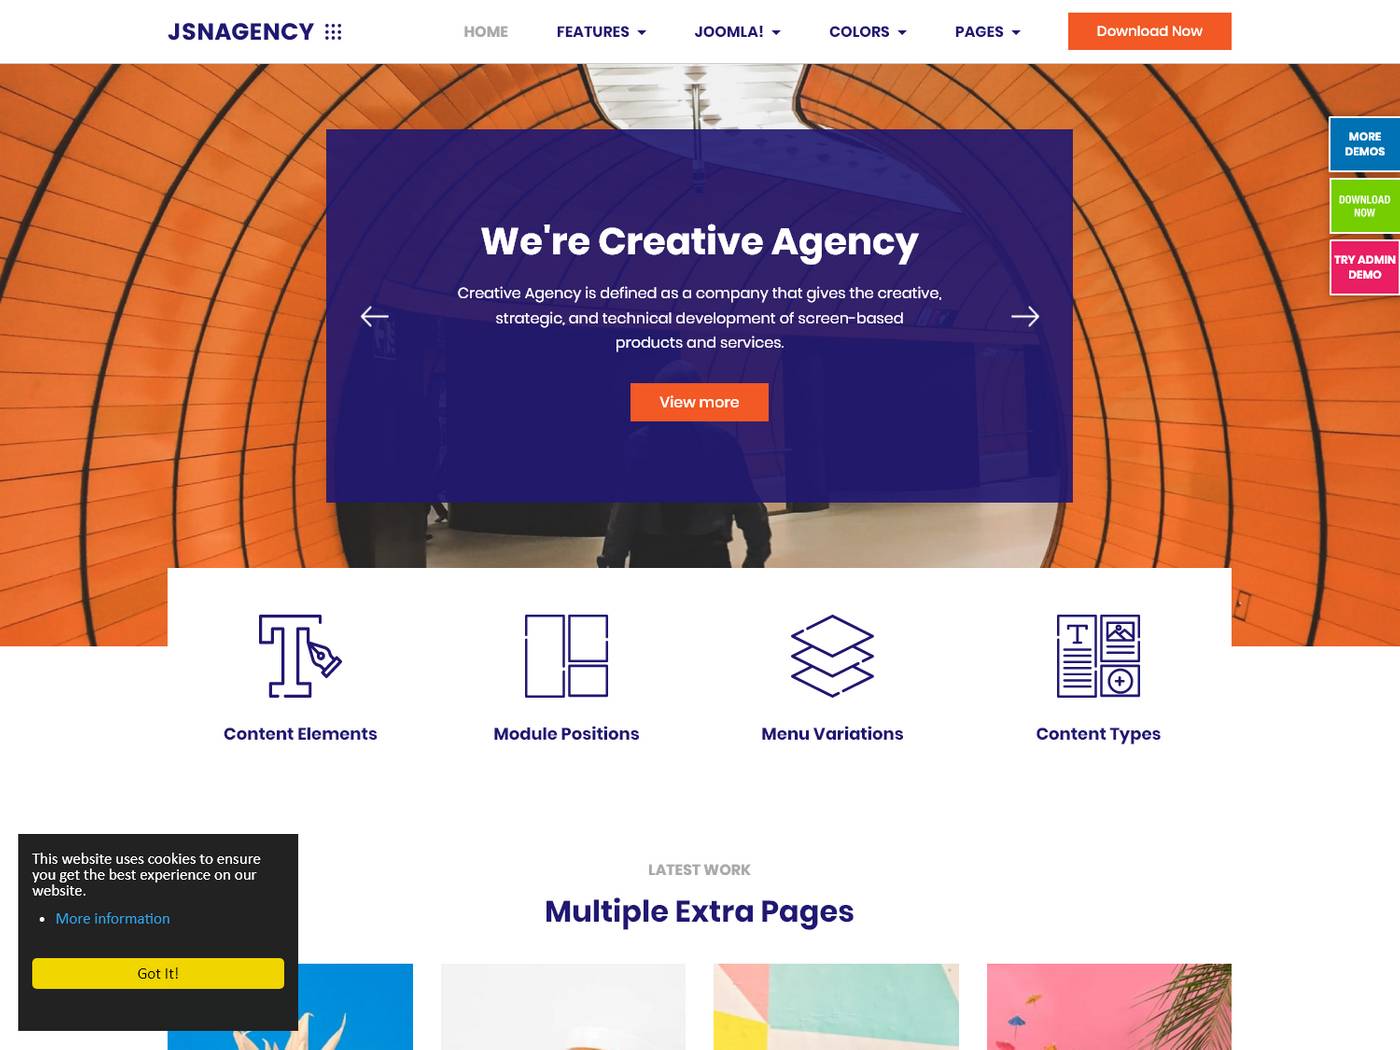 JSNAGENCY
HOME
FEATURES
JOOMLA!
COLORS
PAGES
Download Now
MORE
DEMOS
DOWNLOAD
NOW
TRY ADMIN
DEMO
We're Creative Agency
Creative Agency is defined as a company that gives the creative,
strategic, and technical development of screen-based
products and services.
View more
Content Elements
Module Positions
Menu Variations
Content Types
LATEST WORK
Multiple Extra Pages
This website uses cookies to ensure
you get the best experience on our
website.
More information
Got It!